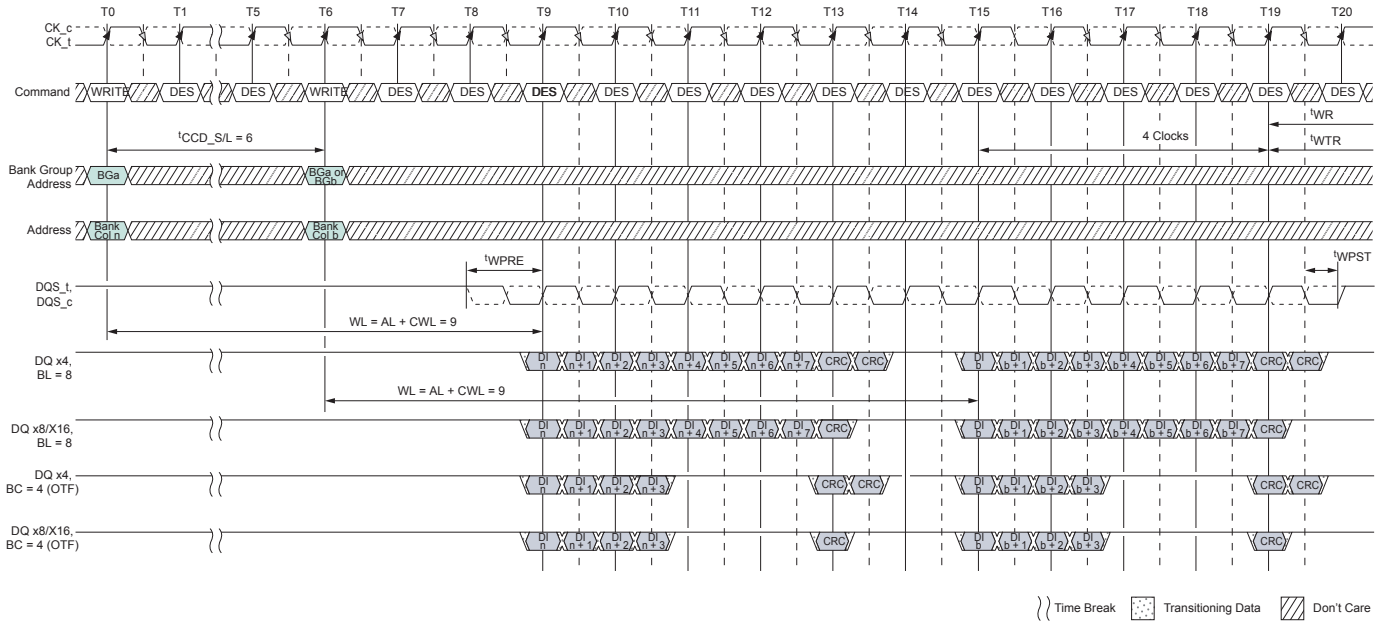 T0 T1 T5 T6 T7 T8 T9 T10 T11 T12 T13 T14 T15 T16 T17 T18 T19 T20
CK_c
CK_t
Command WRITE DES DES WRITE DES DES DES DES DES DES DES DES DES DES DES DES DES DES
tWR
tCCD_S/L = 6 4 Clocks tWTR
Bank Group Address BGa BGa or BGb
Address Bank Col n Bank Col b
tWPRE tWPST
DQS_t,
DQS_c
WL = AL + CWL = 9
DQ x4, BL = 8 DI n DI n + 1 DI n + 2 DI n + 3 DI n + 4 DI n + 5 DI n + 6 DI n + 7 CRC CRC DI b DI b + 1 DI b + 2 DI b + 3 DI b + 4 DI b + 5 DI b + 6 DI b + 7 CRC CRC
WL = AL + CWL = 9
DQ x8/X16, BL = 8 DI n DI n + 1 DI n + 2 DI n + 3 DI n + 4 DI n + 5 DI n + 6 DI n + 7 CRC DI b DI b + 1 DI b + 2 DI b + 3 DI b + 4 DI b + 5 DI b + 6 DI b + 7 CRC
DQ x4, BC = 4 (OTF) DI n DI n + 1 DI n + 2 DI n + 3 CRC CRC DI b DI b + 1 DI b + 2 DI b + 3 CRC CRC
DQ x8/X16, BC = 4 (OTF) DI n DI n + 1 DI n + 2 DI n + 3 CRC DI b DI b + 1 DI b + 2 DI b + 3 CRC
Time Break Transitioning Data Don't Care